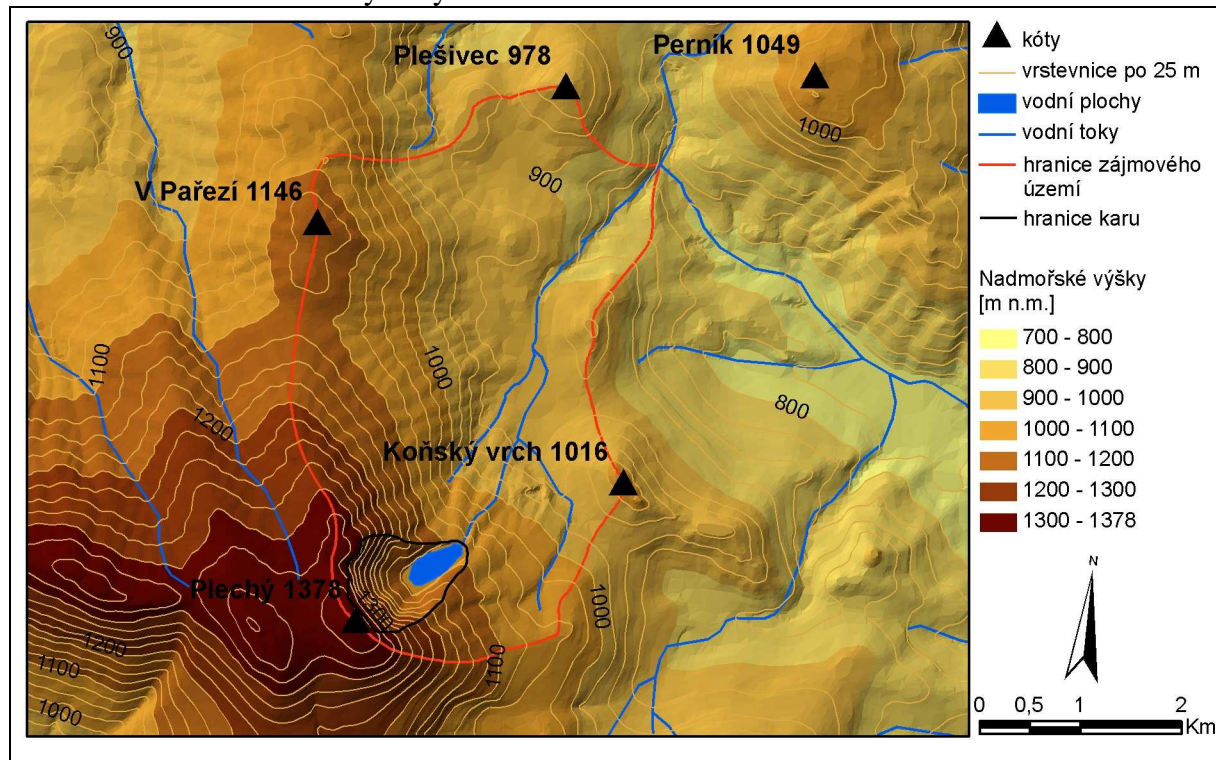 900
Plešivec 978
Perník 1049
1000
900
V Pařezí 1146
1100
1000
1200
800
Koňský vrch 1016
Plechý 1378
1300
1000
1200
1100
1100
1000
kóty
vrstevnice po 25 m
vodní plochy
vodní toky
hranice zájmového
území
hranice karu
Nadmořské výšky
[m n.m.]
700 - 800
800 - 900
900 - 1000
1000 - 1100
1100 - 1200
1200 - 1300
1300 - 1378
N
0 0,5 1 2
Km